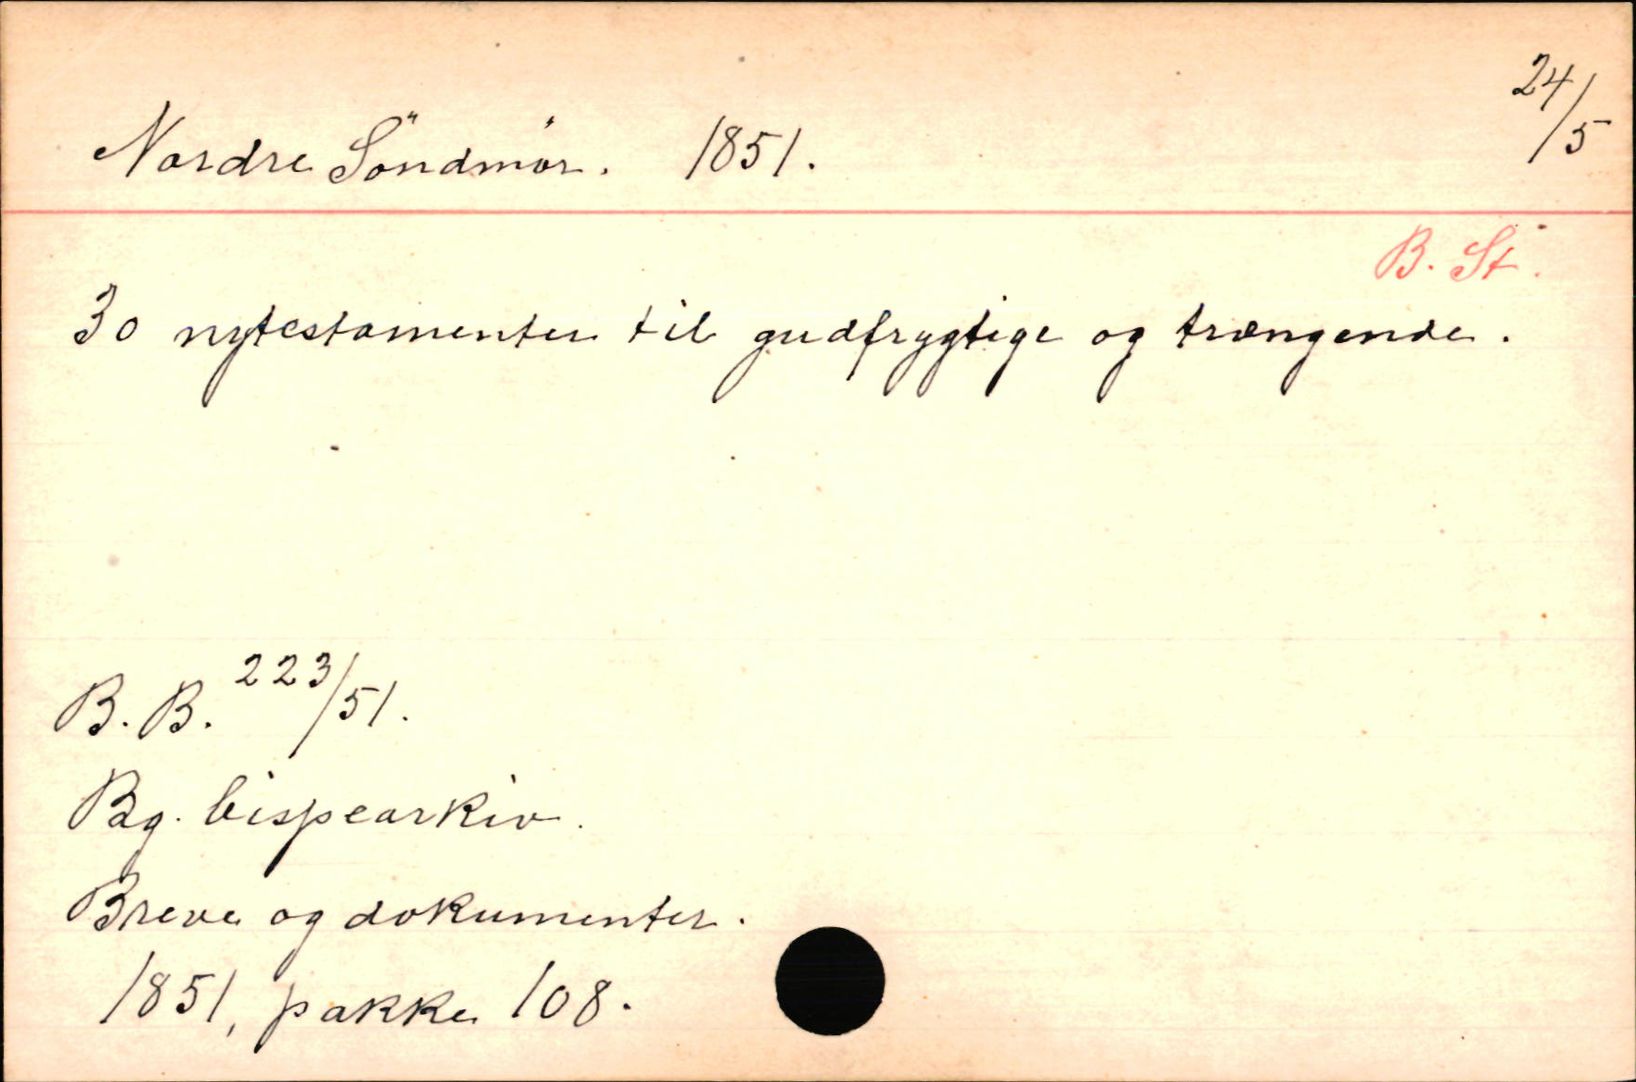 24/5
Nordre Söndmör. 1851.
B. St.
30 nytestamenter til gudfrygtige og trængende.
B. B. 223/51.
Bg. bispearkiv.
Breve og dokumenter.
1851, pakke 108.